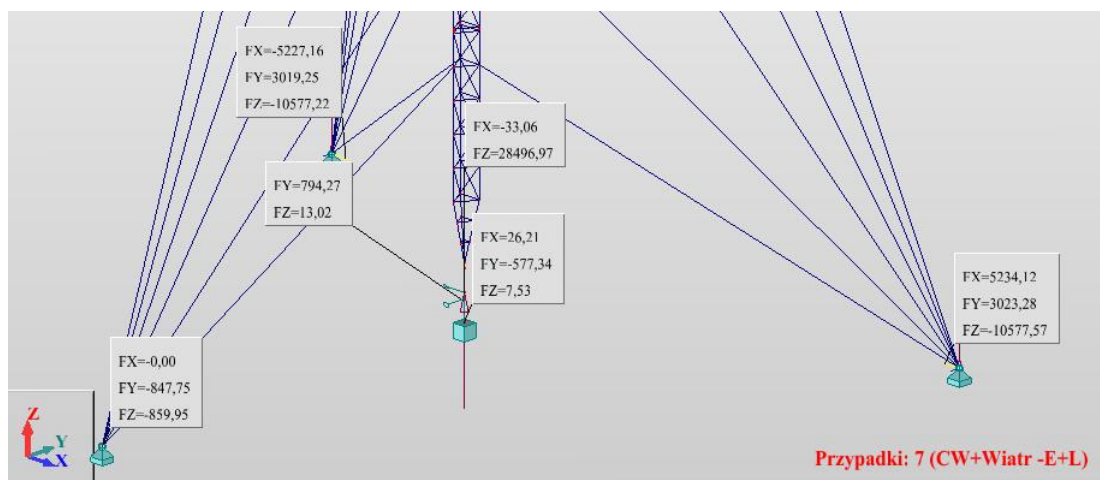 FX=-5227,16
FY=3019,25
FZ=-10577,22
FX=-33,06
FZ=28496,97
FY=794,27
FZ=13,02
FX=26,21
FY=-577,34
FZ=7,53
FX=5234,12
FY=3023,28
FZ=-10577,57
FX=-0,00
FY=-847,75
FZ=-859,95
Z
Y
X
Przypadki: 7 (CW+Wiatr -E+L)